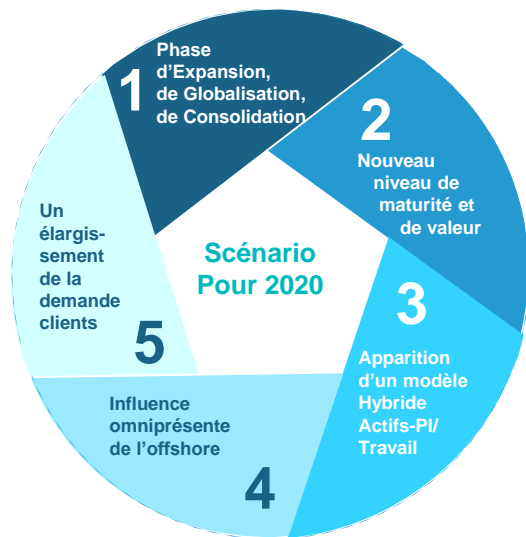 1
Phase
d'Expansion,
de Globalisation,
de Consolidation
2
Nouveau
niveau de
maturité et
de valeur
3
Apparition
d'un modèle
Hybride
Actifs-PI/
Travail
4
Influence
omniprésente
de l'offshore
5
Un
élargis-
sement
de la
demande
clients
Scénario
Pour 2020